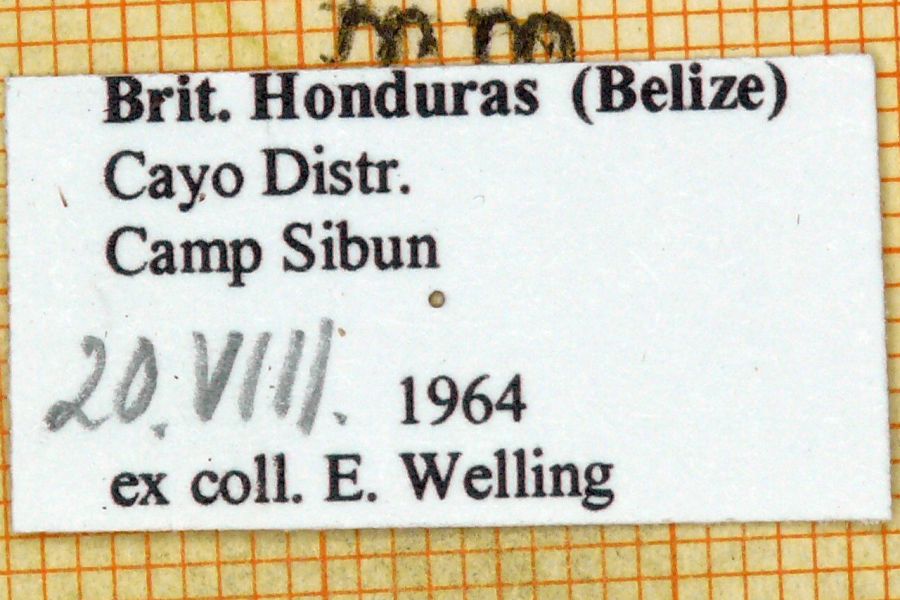 mm
Brit. Honduras (Belize)
Cayo Distr.
Camp Sibun
20.VIII. 1964
ex coll. E. Welling